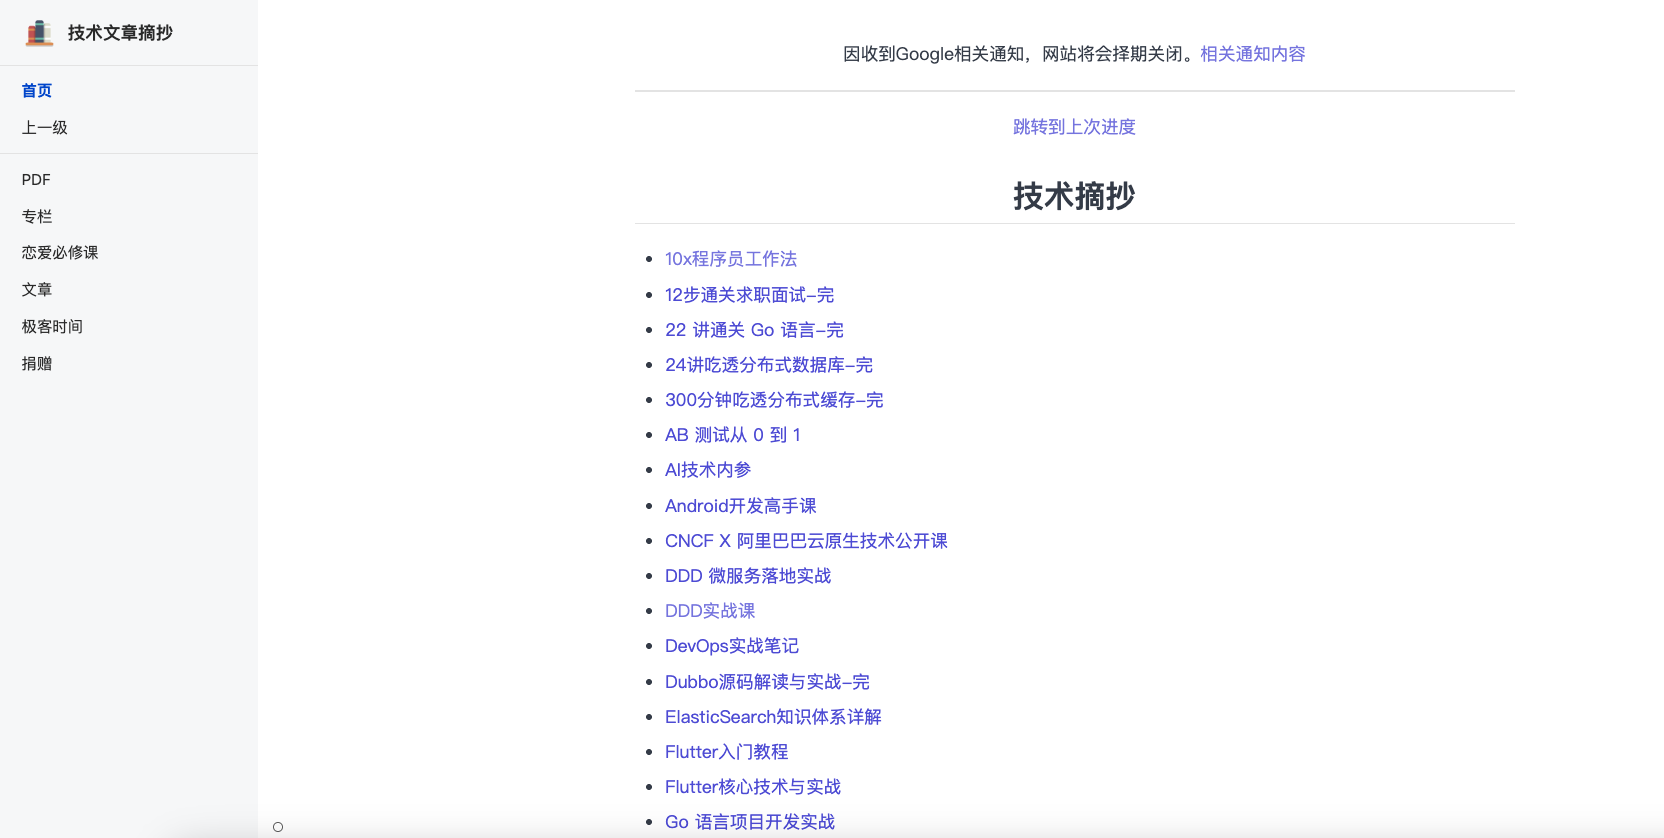 技术文章摘抄
首页
上一级
PDF
专栏
恋爱必修课
文章
极客时间
捐赠
因收到Google相关通知，网站将会择期关闭。相关通知内容
跳转到上次进度
技术摘抄
10x程序员工作法
12步通关求职面试-完
22 讲通关 Go 语言-完
24讲吃透分布式数据库-完
300分钟吃透分布式缓存-完
AB 测试从 0 到 1
AI技术内参
Android开发高手课
CNCF X 阿里巴巴云原生技术公开课
DDD 微服务落地实战
DDD实战课
DevOps实战笔记
Dubbo源码解读与实战-完
ElasticSearch知识体系详解
Flutter入门教程
Flutter核心技术与实战
Go 语言项目开发实战